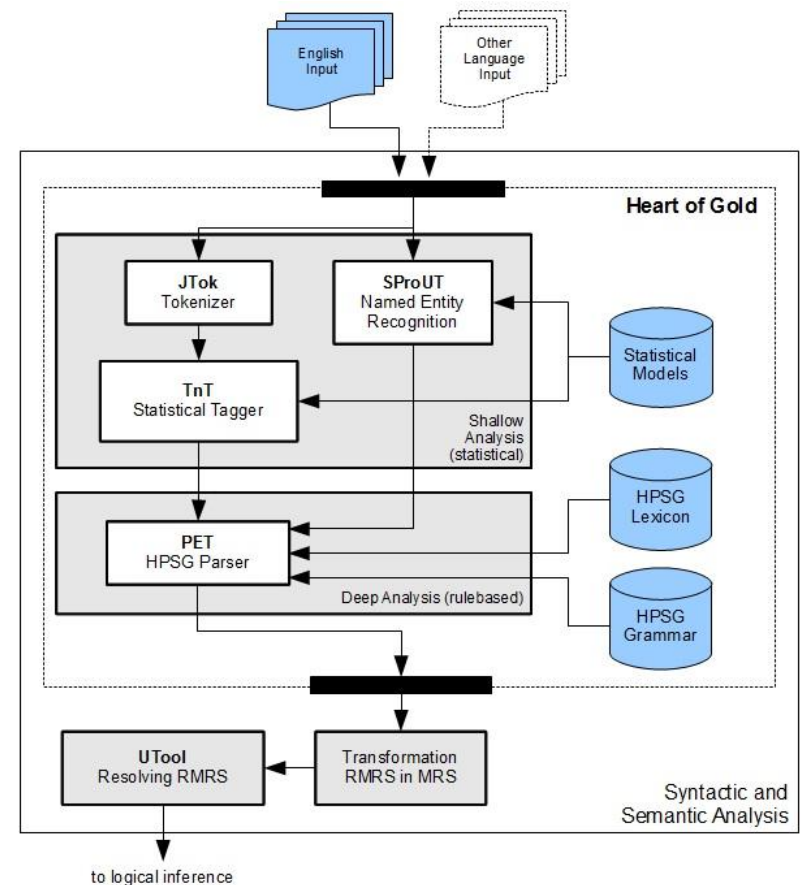 English
Input
Other
Language
Input
Heart of Gold
JTok
Tokenizer
SProUT
Named Entity
Recognition
Statistical
Models
TnT
Statistical Tagger
Shallow
Analysis
(statistical)
HPSG
Lexicon
PET
HPSG Parser
Deep Analysis (rulebased)
HPSG
Grammar
UTool
Resolving RMRS
Transformation
RMRS in MRS
Syntactic and
Semantic Analysis
to logical inference